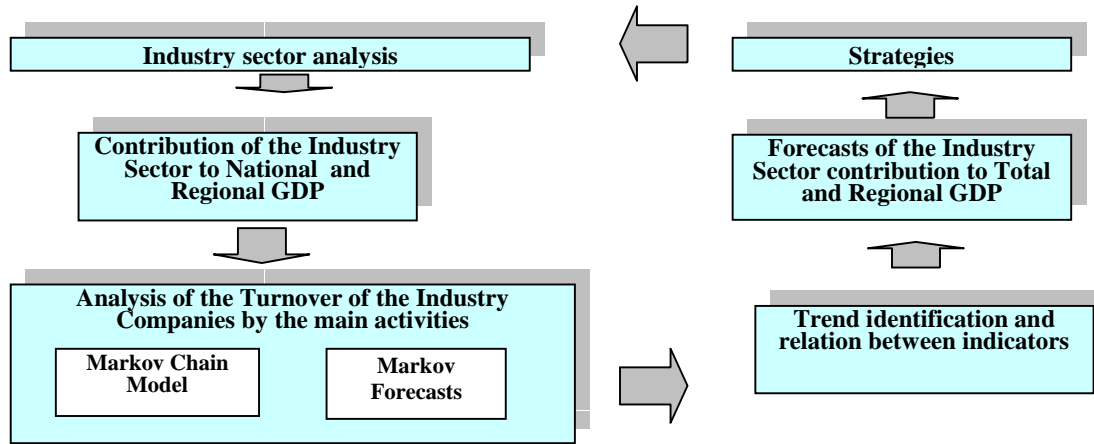 Industry sector analysis
Strategies
Contribution of the Industry
Sector to National and
Regional GDP
Forecasts of the Industry
Sector contribution to Total
and Regional GDP
Analysis of the Turnover of the Industry
Companies by the main activities
Markov Chain
Model
Markov
Forecasts
Trend identification and
relation between indicators